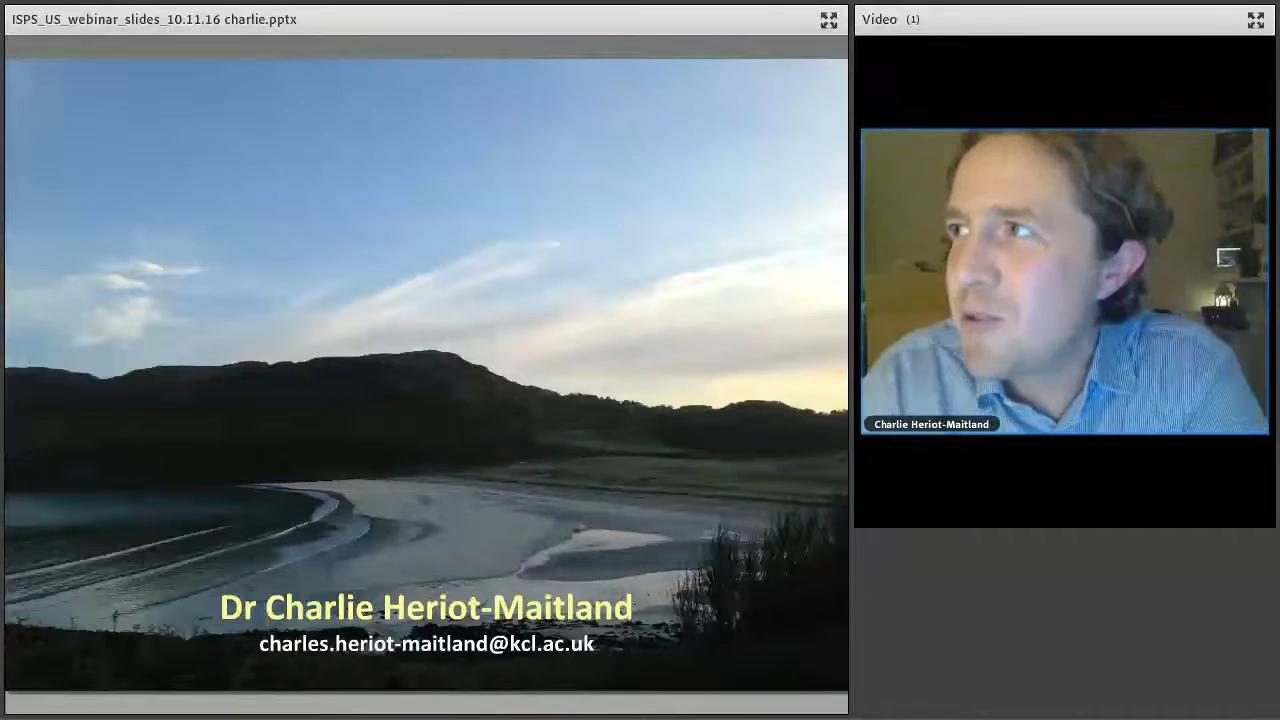 ISPS_US_webinar_slides_10.11.16 charlie.pptx
Video (1)
Charlie Heriot-Maitland
Dr Charlie Heriot-Maitland
charles.heriot-maitland@kcl.ac.uk